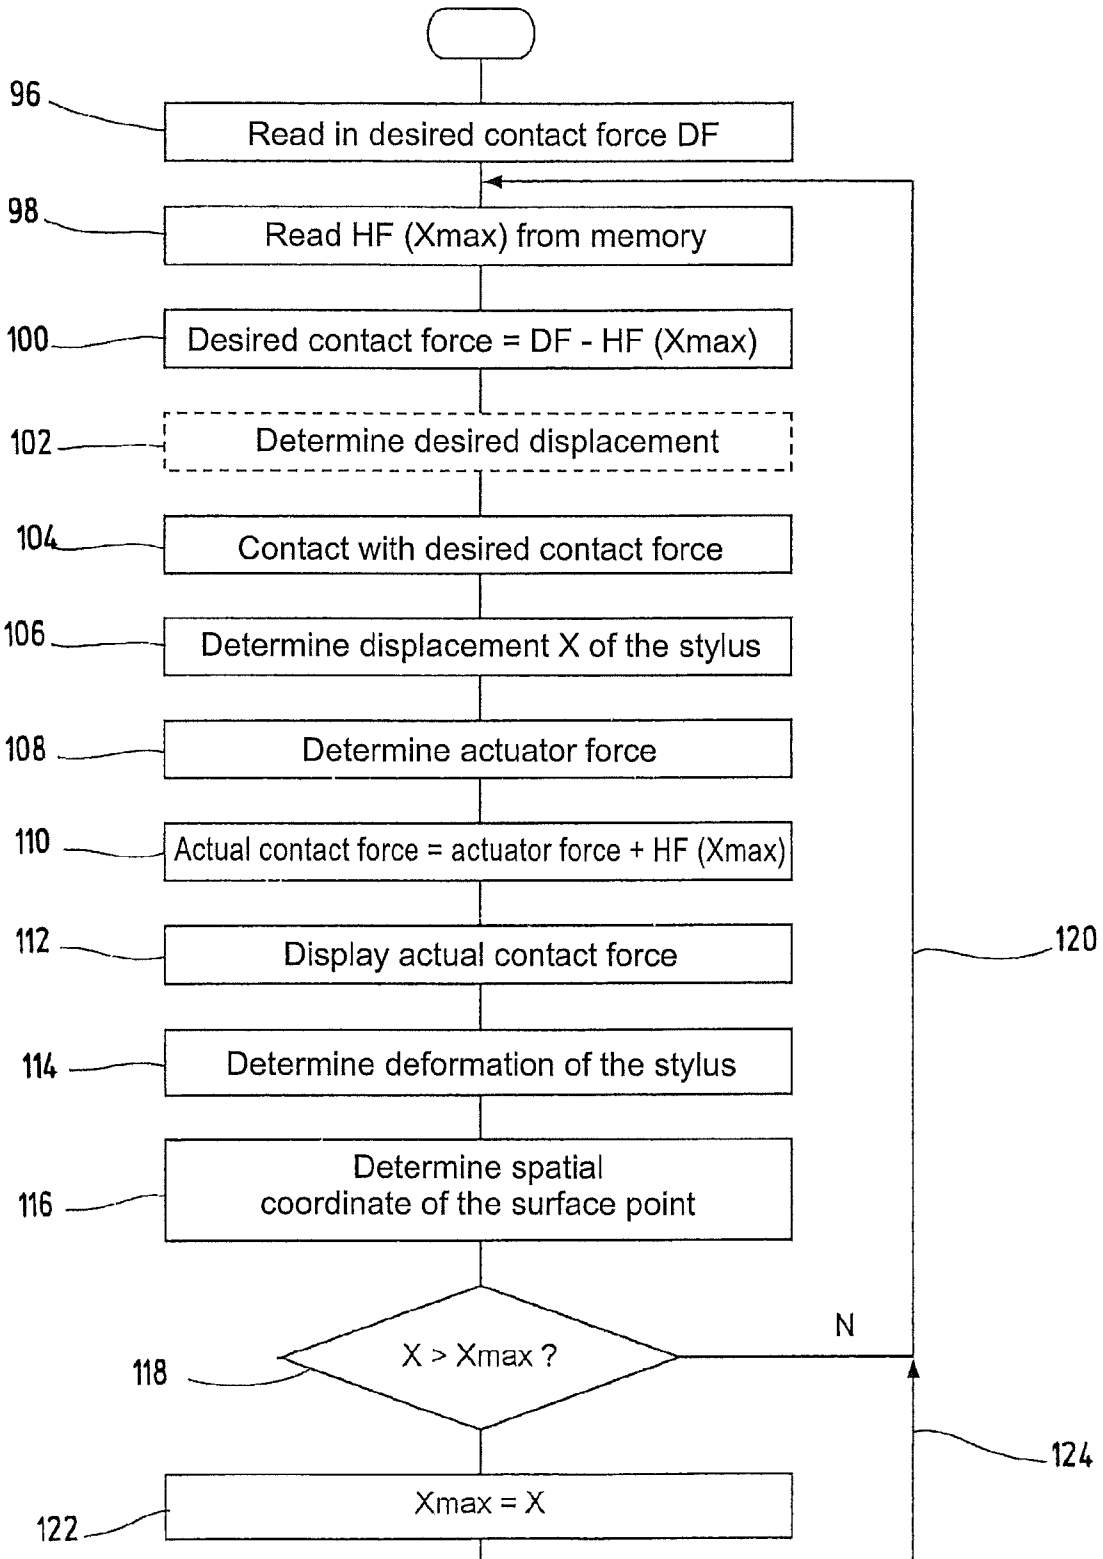 96
Read in desired contact force DF
98
Read HF (Xmax) from memory
100
Desired contact force = DF - HF (Xmax)
102
Determine desired displacement
104
Contact with desired contact force
106
Determine displacement X of the stylus
108
Determine actuator force
110
Actual contact force = actuator force + HF (Xmax)
112
Display actual contact force
120
114
Determine deformation of the stylus
116
Determine spatial
coordinate of the surface point
118
X > Xmax ?
N
124
122
Xmax = X